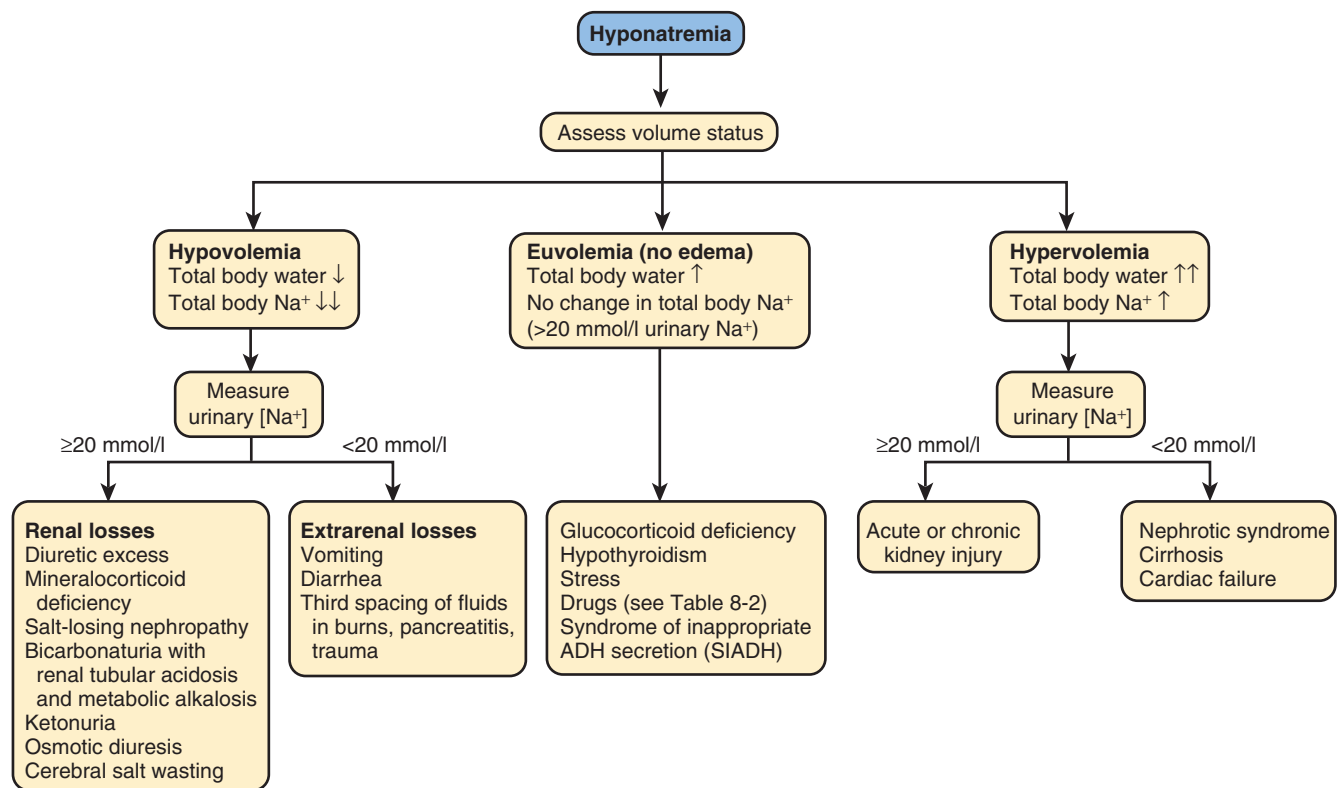 Hyponatremia
Assess volume status
Hypovolemia
Total body water ↓
Total body Na⁺ ↓↓
Euvolemia (no edema)
Total body water ↑
No change in total body Na⁺
(>20 mmol/l urinary Na⁺)
Hypervolemia
Total body water ↑↑
Total body Na⁺ ↑
Measure
urinary [Na⁺]
Measure
urinary [Na⁺]
≥20 mmol/l
<20 mmol/l
≥20 mmol/l
<20 mmol/l
Renal losses
Diuretic excess
Mineralocorticoid
deficiency
Salt-losing nephropathy
Bicarbonaturia with
renal tubular acidosis
and metabolic alkalosis
Ketonuria
Osmotic diuresis
Cerebral salt wasting
Extrarenal losses
Vomiting
Diarrhea
Third spacing of fluids
in burns, pancreatitis,
trauma
Glucocorticoid deficiency
Hypothyroidism
Stress
Drugs (see Table 8-2)
Syndrome of inappropriate
ADH secretion (SIADH)
Acute or chronic
kidney injury
Nephrotic syndrome
Cirrhosis
Cardiac failure